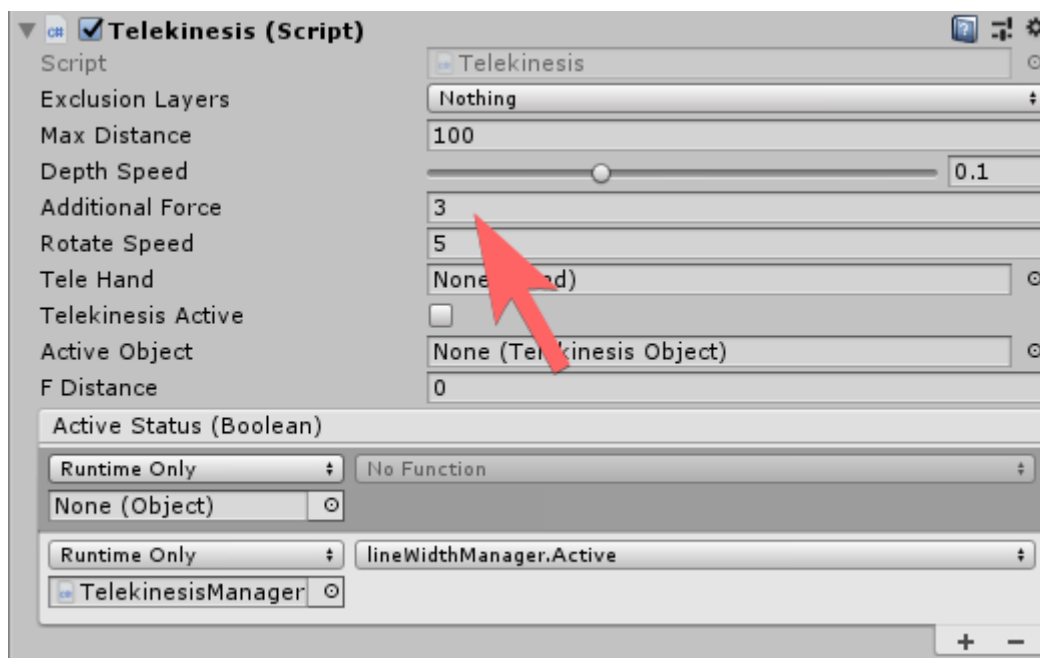 Telekinesis (Script)
Script Telekinesis
Exclusion Layers Nothing
Max Distance 100
Depth Speed 0.1
Additional Force 3
Rotate Speed 5
Tele Hand None
Telekinesis Active
Active Object None (Telekinesis Object)
F Distance 0
Active Status (Boolean)
Runtime Only No Function
None (Object)
Runtime Only lineWidthManager.Active
TelekinesisManager
+ −